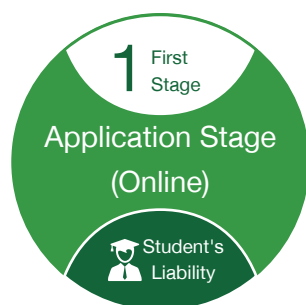 1 First
Stage
Application Stage
(Online)
Student's
Liability